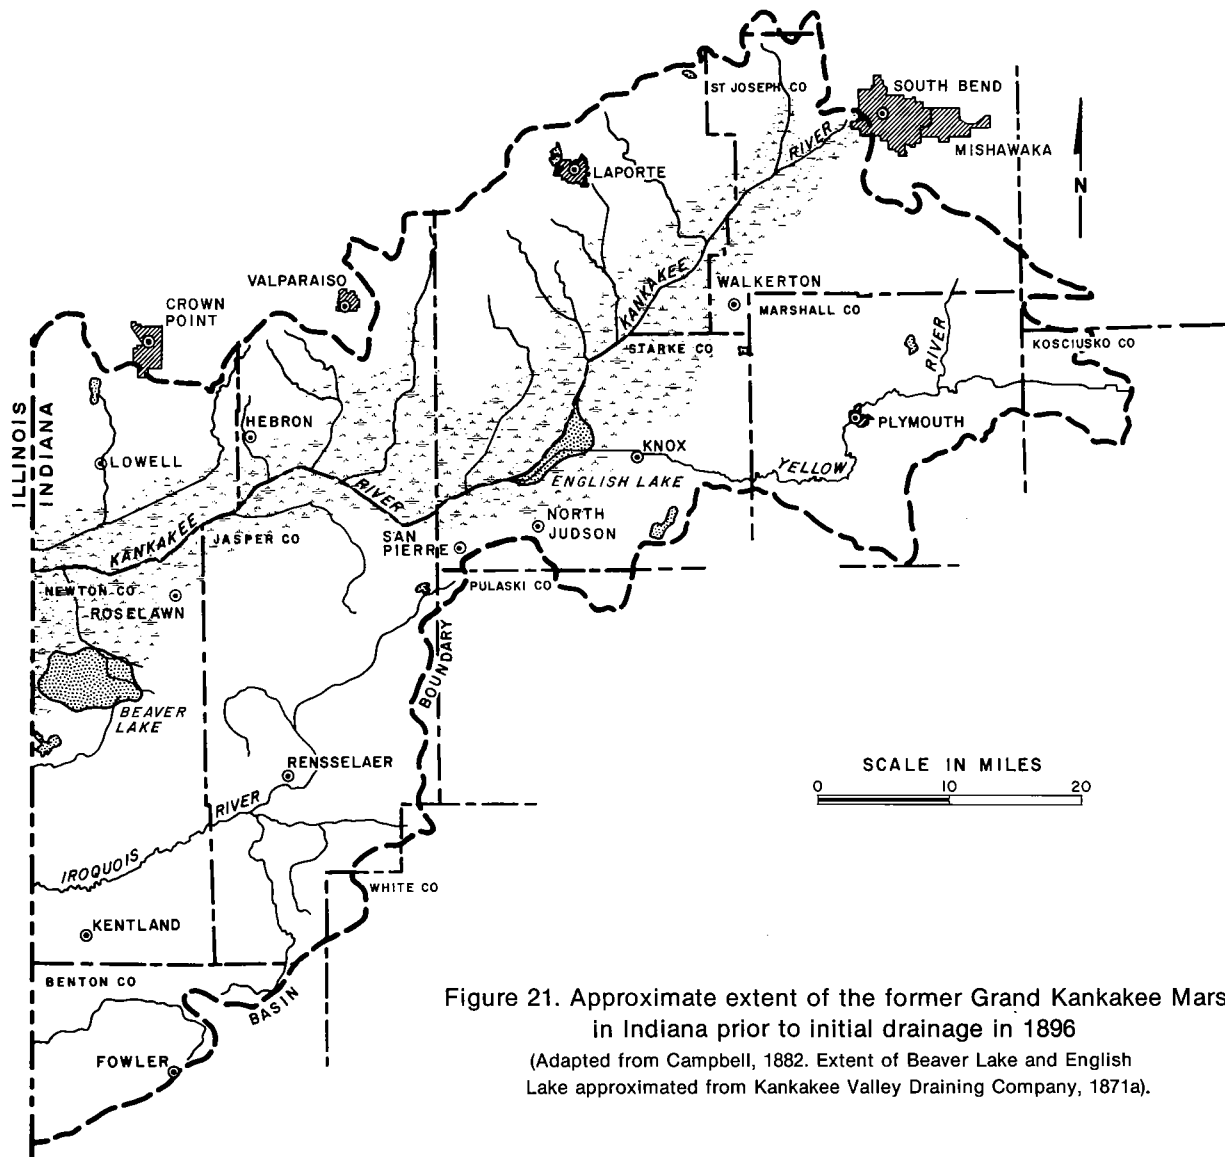 ST JOSEPH CO
SOUTH BEND
MISHAWAKA
RIVER
N
LAPORTE
KANKAKEE
VALPARAISO
CROWN
POINT
WALKERTON
MARSHALL CO
STARKE CO
KOSCIUSKO CO
RIVER
ILLINOIS
INDIANA
HEBRON
LOWELL
KNOX
PLYMOUTH
YELLOW
ENGLISH LAKE
RIVER
NORTH
JUDSON
KANKAKEE
JASPER CO
SAN
PIERRE
NEWTON CO
ROSELAWN
PULASKI CO
BOUNDARY
BEAVER
LAKE
RENSSELAER
RIVER
IROQUOIS
SCALE IN MILES
0 10 20
WHITE CO
KENTLAND
BENTON CO
BASIN
FOWLER
Figure 21. Approximate extent of the former Grand Kankakee Mars
in Indiana prior to initial drainage in 1896
(Adapted from Campbell, 1882. Extent of Beaver Lake and English
Lake approximated from Kankakee Valley Draining Company, 1871a).